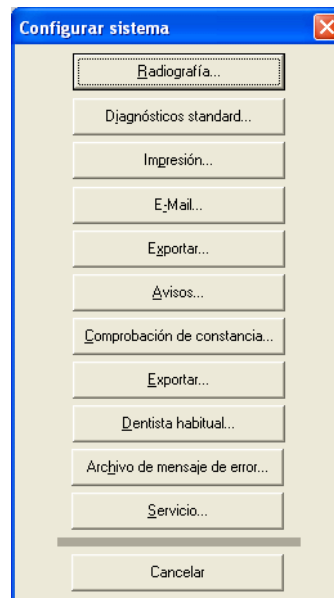 Configurar sistema
Radiografía...
Diagnósticos standard...
Impresión...
E-Mail...
Exportar...
Avisos...
Comprobación de constancia...
Exportar...
Dentista habitual...
Archivo de mensaje de error...
Servicio...
Cancelar